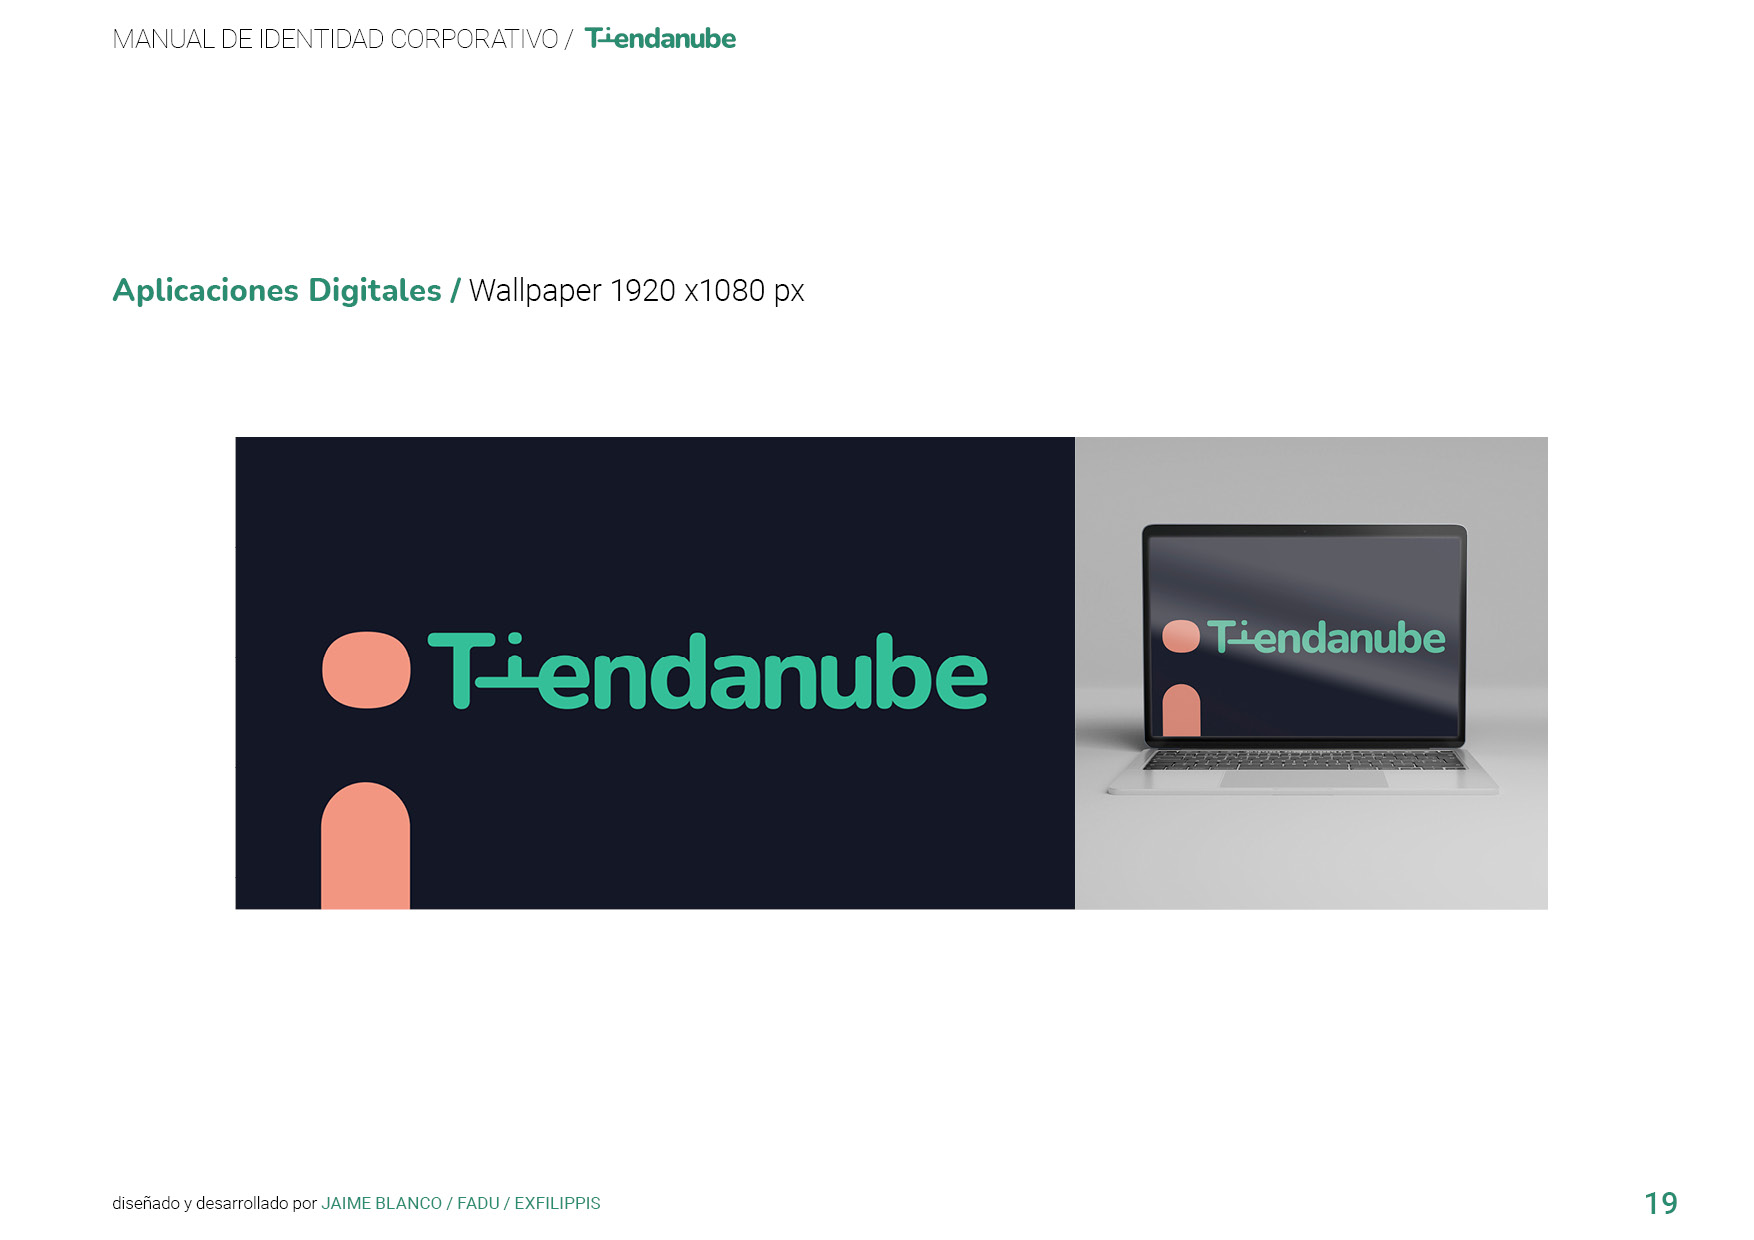 MANUAL DE IDENTIDAD CORPORATIVO / Tiendanube
Aplicaciones Digitales / Wallpaper 1920 x1080 px
Tiendanube
Tiendanube
diseñado y desarrollado por JAIME BLANCO / FADU / EXFILIPPIS
19